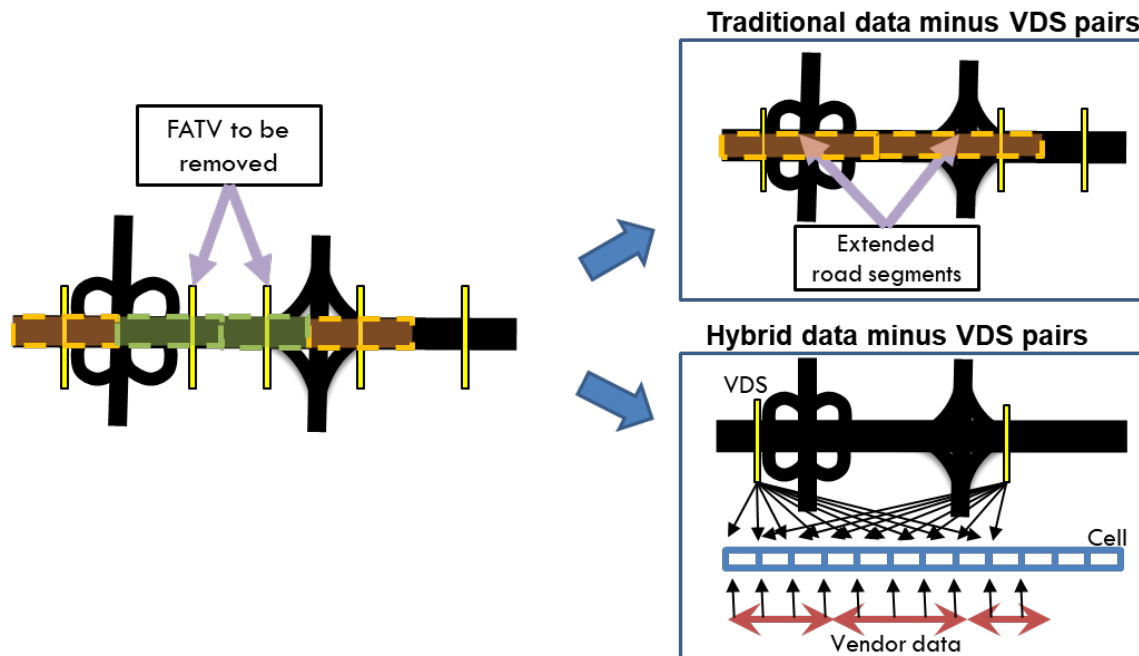 Traditional data minus VDS pairs
FATV to be
removed
Extended
road segments
Hybrid data minus VDS pairs
VDS
Cell
Vendor data